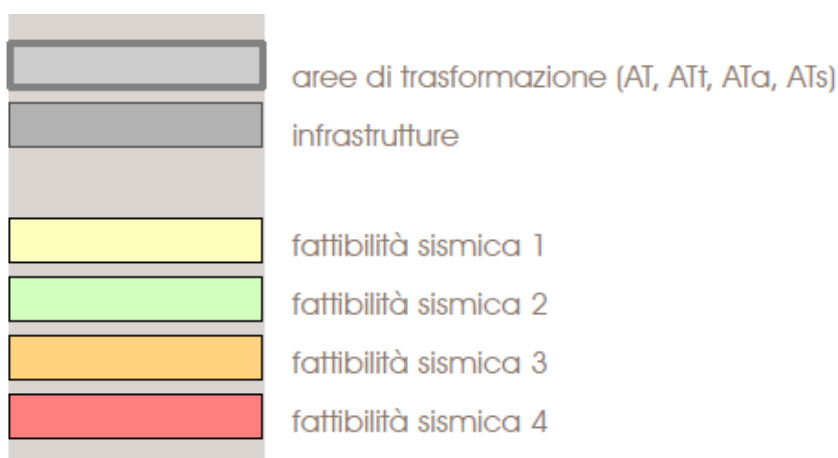 aree di trasformazione (AT, ATt, ATa, ATs)
infrastrutture
fattibilità sismica 1
fattibilità sismica 2
fattibilità sismica 3
fattibilità sismica 4